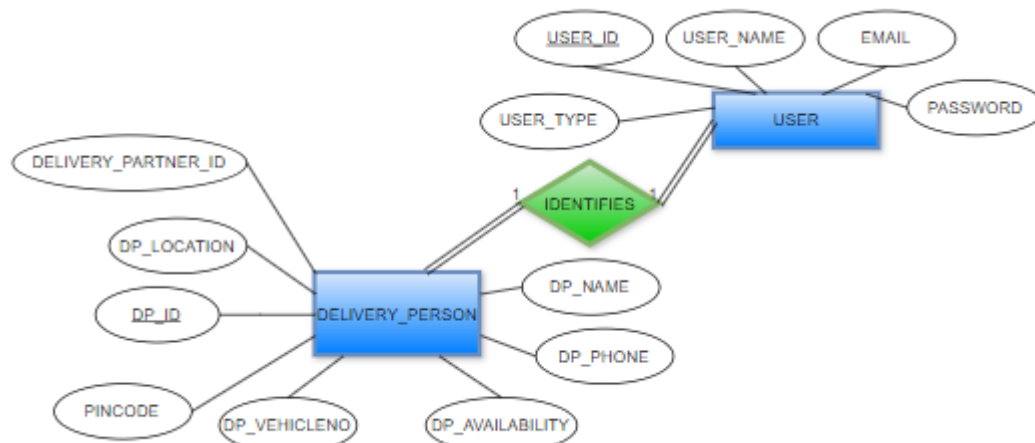 USER_ID
USER_NAME
EMAIL
USER_TYPE
USER
PASSWORD
DELIVERY_PARTNER_ID
1
IDENTIFIES
1
DP_LOCATION
DP_NAME
DP_ID
DELIVERY_PERSON
DP_PHONE
PINCODE
DP_VEHICLENO
DP_AVAILABILITY